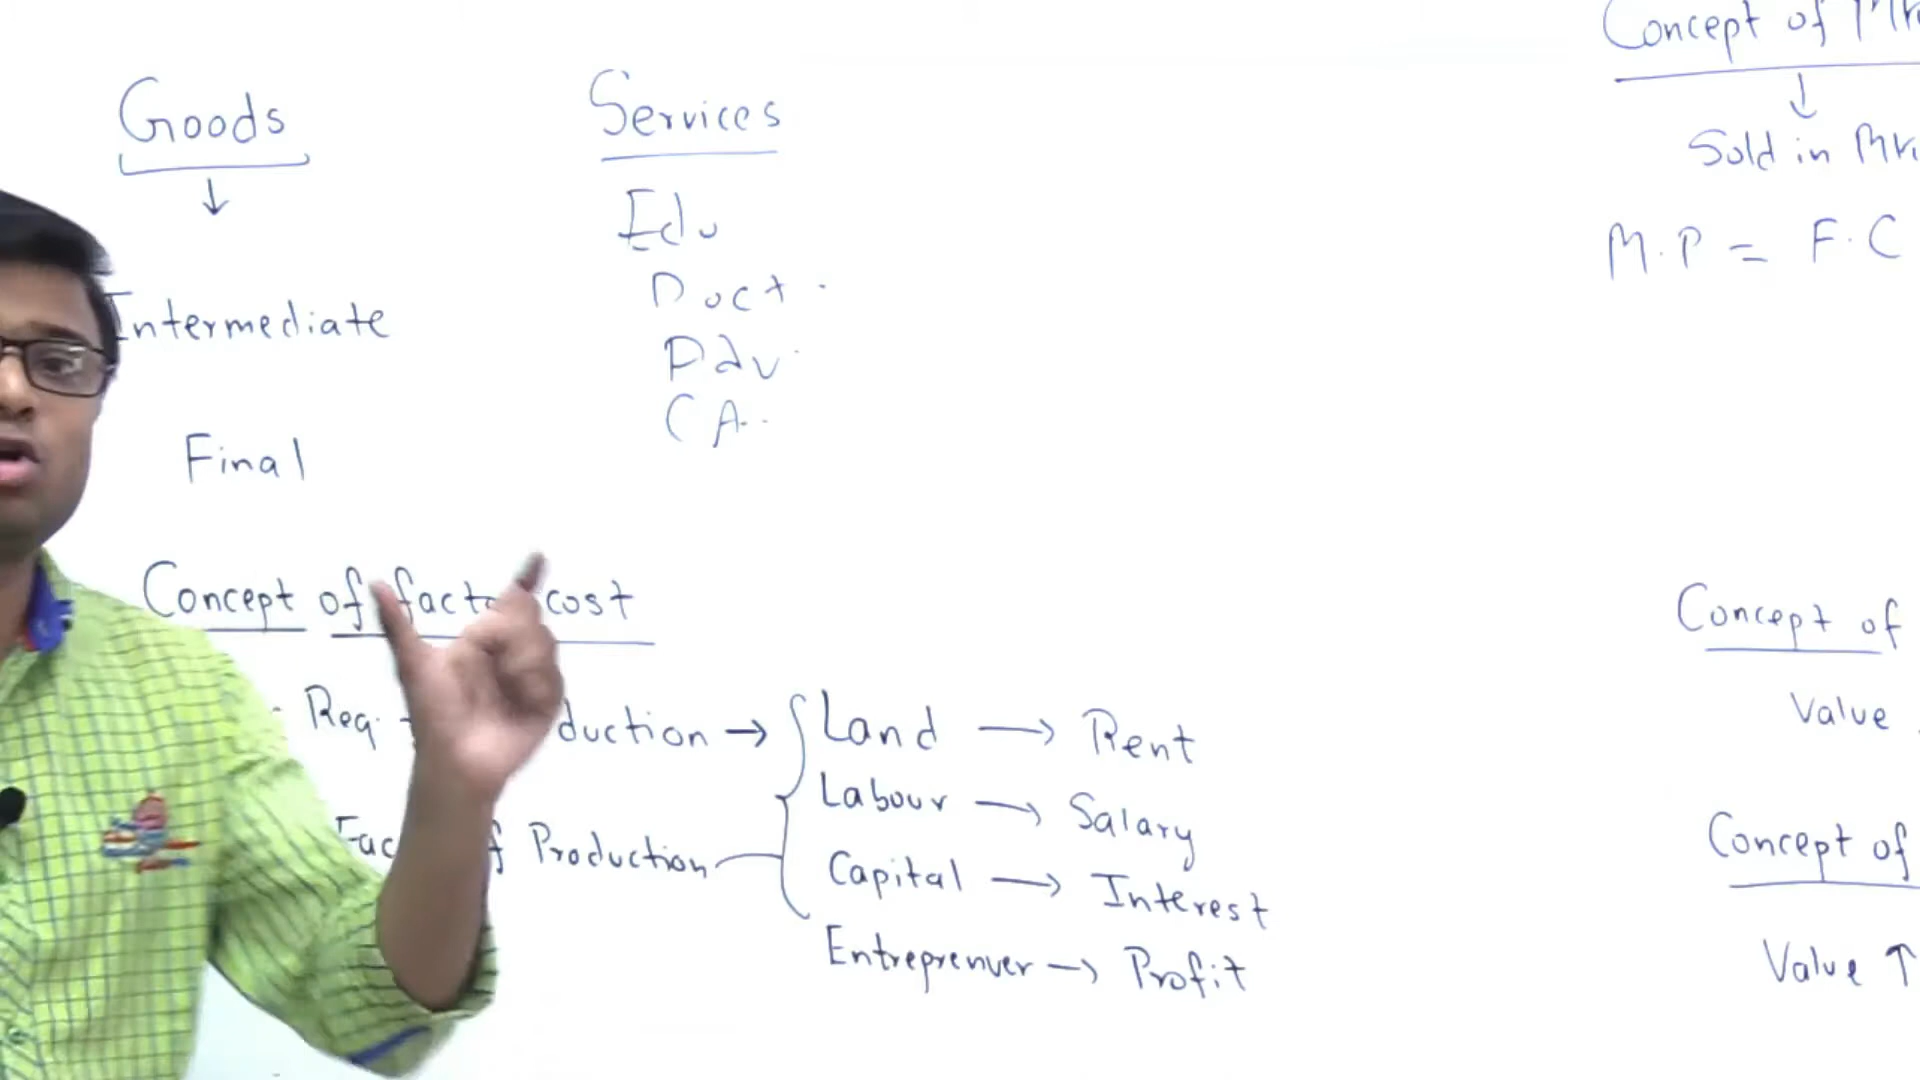 Goods
Intermediate
Final
Services
Edu
Doct.
Adv.
CA..
Concept of
Sold in
M.P = F.C
Concept of cost
Req.
Production
Land → Rent
Labour → Salary
Capital → Interest
Entreprenuer → Profit
Concept of
Value
Concept of
Value ↑